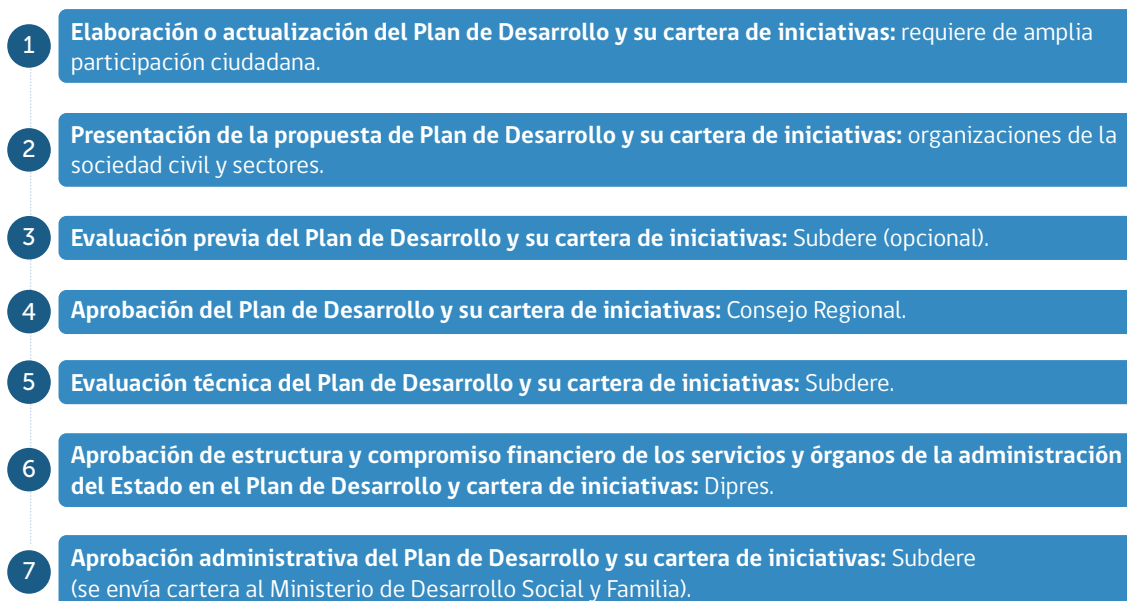 1
Elaboración o actualización del Plan de Desarrollo y su cartera de iniciativas: requiere de amplia
participación ciudadana.
2
Presentación de la propuesta de Plan de Desarrollo y su cartera de iniciativas: organizaciones de la
sociedad civil y sectores.
3
Evaluación previa del Plan de Desarrollo y su cartera de iniciativas: Subdere (opcional).
4
Aprobación del Plan de Desarrollo y su cartera de iniciativas: Consejo Regional.
5
Evaluación técnica del Plan de Desarrollo y su cartera de iniciativas: Subdere.
6
Aprobación de estructura y compromiso financiero de los servicios y órganos de la administración
del Estado en el Plan de Desarrollo y cartera de iniciativas: Dipres.
7
Aprobación administrativa del Plan de Desarrollo y su cartera de iniciativas: Subdere
(se envía cartera al Ministerio de Desarrollo Social y Familia).